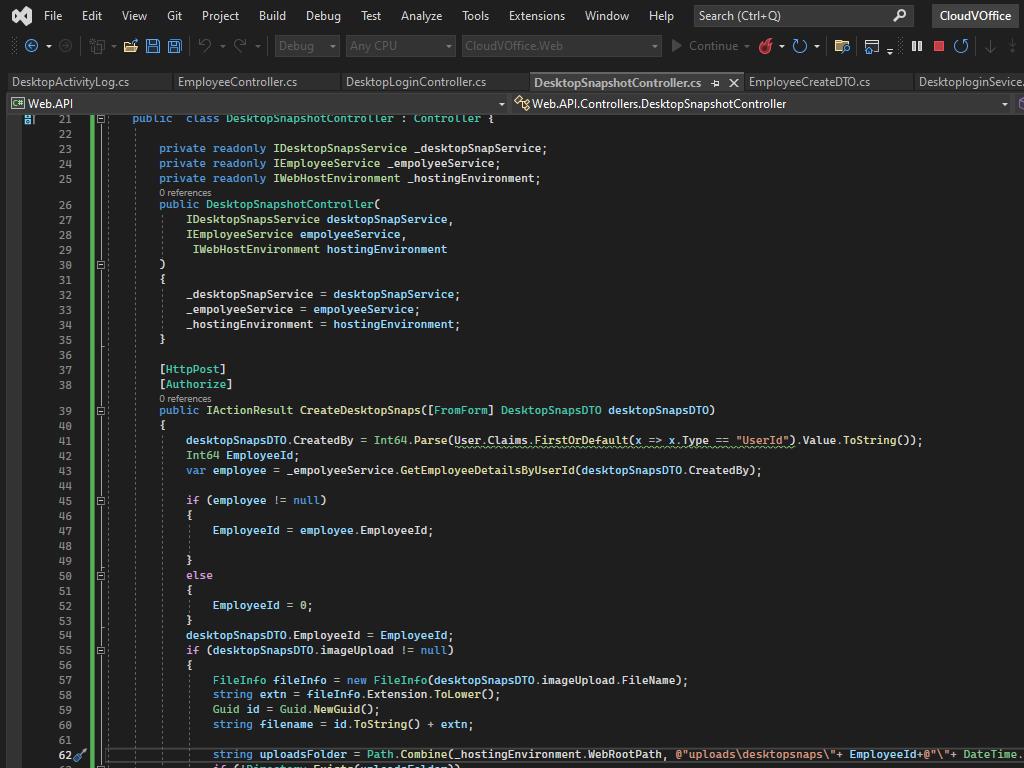 File Edit View Git Project Build Debug Test Analyze Tools Extensions Window Help Search (Ctrl+Q) CloudVOffice
Debug Any CPU CloudVOffice.Web Continue
DesktopActivityLog.cs EmployeeController.cs DesktopLoginController.cs DesktopSnapshotController.cs EmployeeCreateDTO.cs DesktoploginSevice.
C# Web.API Web.API.Controllers.DesktopSnapshotController
21 public class DesktopSnapshotController : Controller {
22
23 private readonly IDesktopSnapsService _desktopSnapService;
24 private readonly IEmployeeService _empolyeeService;
25 private readonly IWebHostEnvironment _hostingEnvironment;
0 references
26 public DesktopSnapshotController(
27 IDesktopSnapsService desktopSnapService,
28 IEmployeeService empolyeeService,
29 IWebHostEnvironment hostingEnvironment
30 )
31 {
32 _desktopSnapService = desktopSnapService;
33 _empolyeeService = empolyeeService;
34 _hostingEnvironment = hostingEnvironment;
35 }
36
37 [HttpPost]
38 [Authorize]
0 references
39 public IActionResult CreateDesktopSnaps([FromForm] DesktopSnapsDTO desktopSnapsDTO)
40 {
41 desktopSnapsDTO.CreatedBy = Int64.Parse(User.Claims.FirstOrDefault(x => x.Type == "UserId").Value.ToString());
42 Int64 EmployeeId;
43 var employee = _empolyeeService.GetEmployeeDetailsByUserId(desktopSnapsDTO.CreatedBy);
44
45 if (employee != null)
46 {
47 EmployeeId = employee.EmployeeId;
48
49 }
50 else
51 {
52 EmployeeId = 0;
53 }
54 desktopSnapsDTO.EmployeeId = EmployeeId;
55 if (desktopSnapsDTO.imageUpload != null)
56 {
57 FileInfo fileInfo = new FileInfo(desktopSnapsDTO.imageUpload.FileName);
58 string extn = fileInfo.Extension.ToLower();
59 Guid id = Guid.NewGuid();
60 string filename = id.ToString() + extn;
61
62 string uploadsFolder = Path.Combine(_hostingEnvironment.WebRootPath, @"uploads\desktopsnaps\"+ EmployeeId+@"\"+ DateTime.
63 if (!Directory.Exists(uploadsFolder))